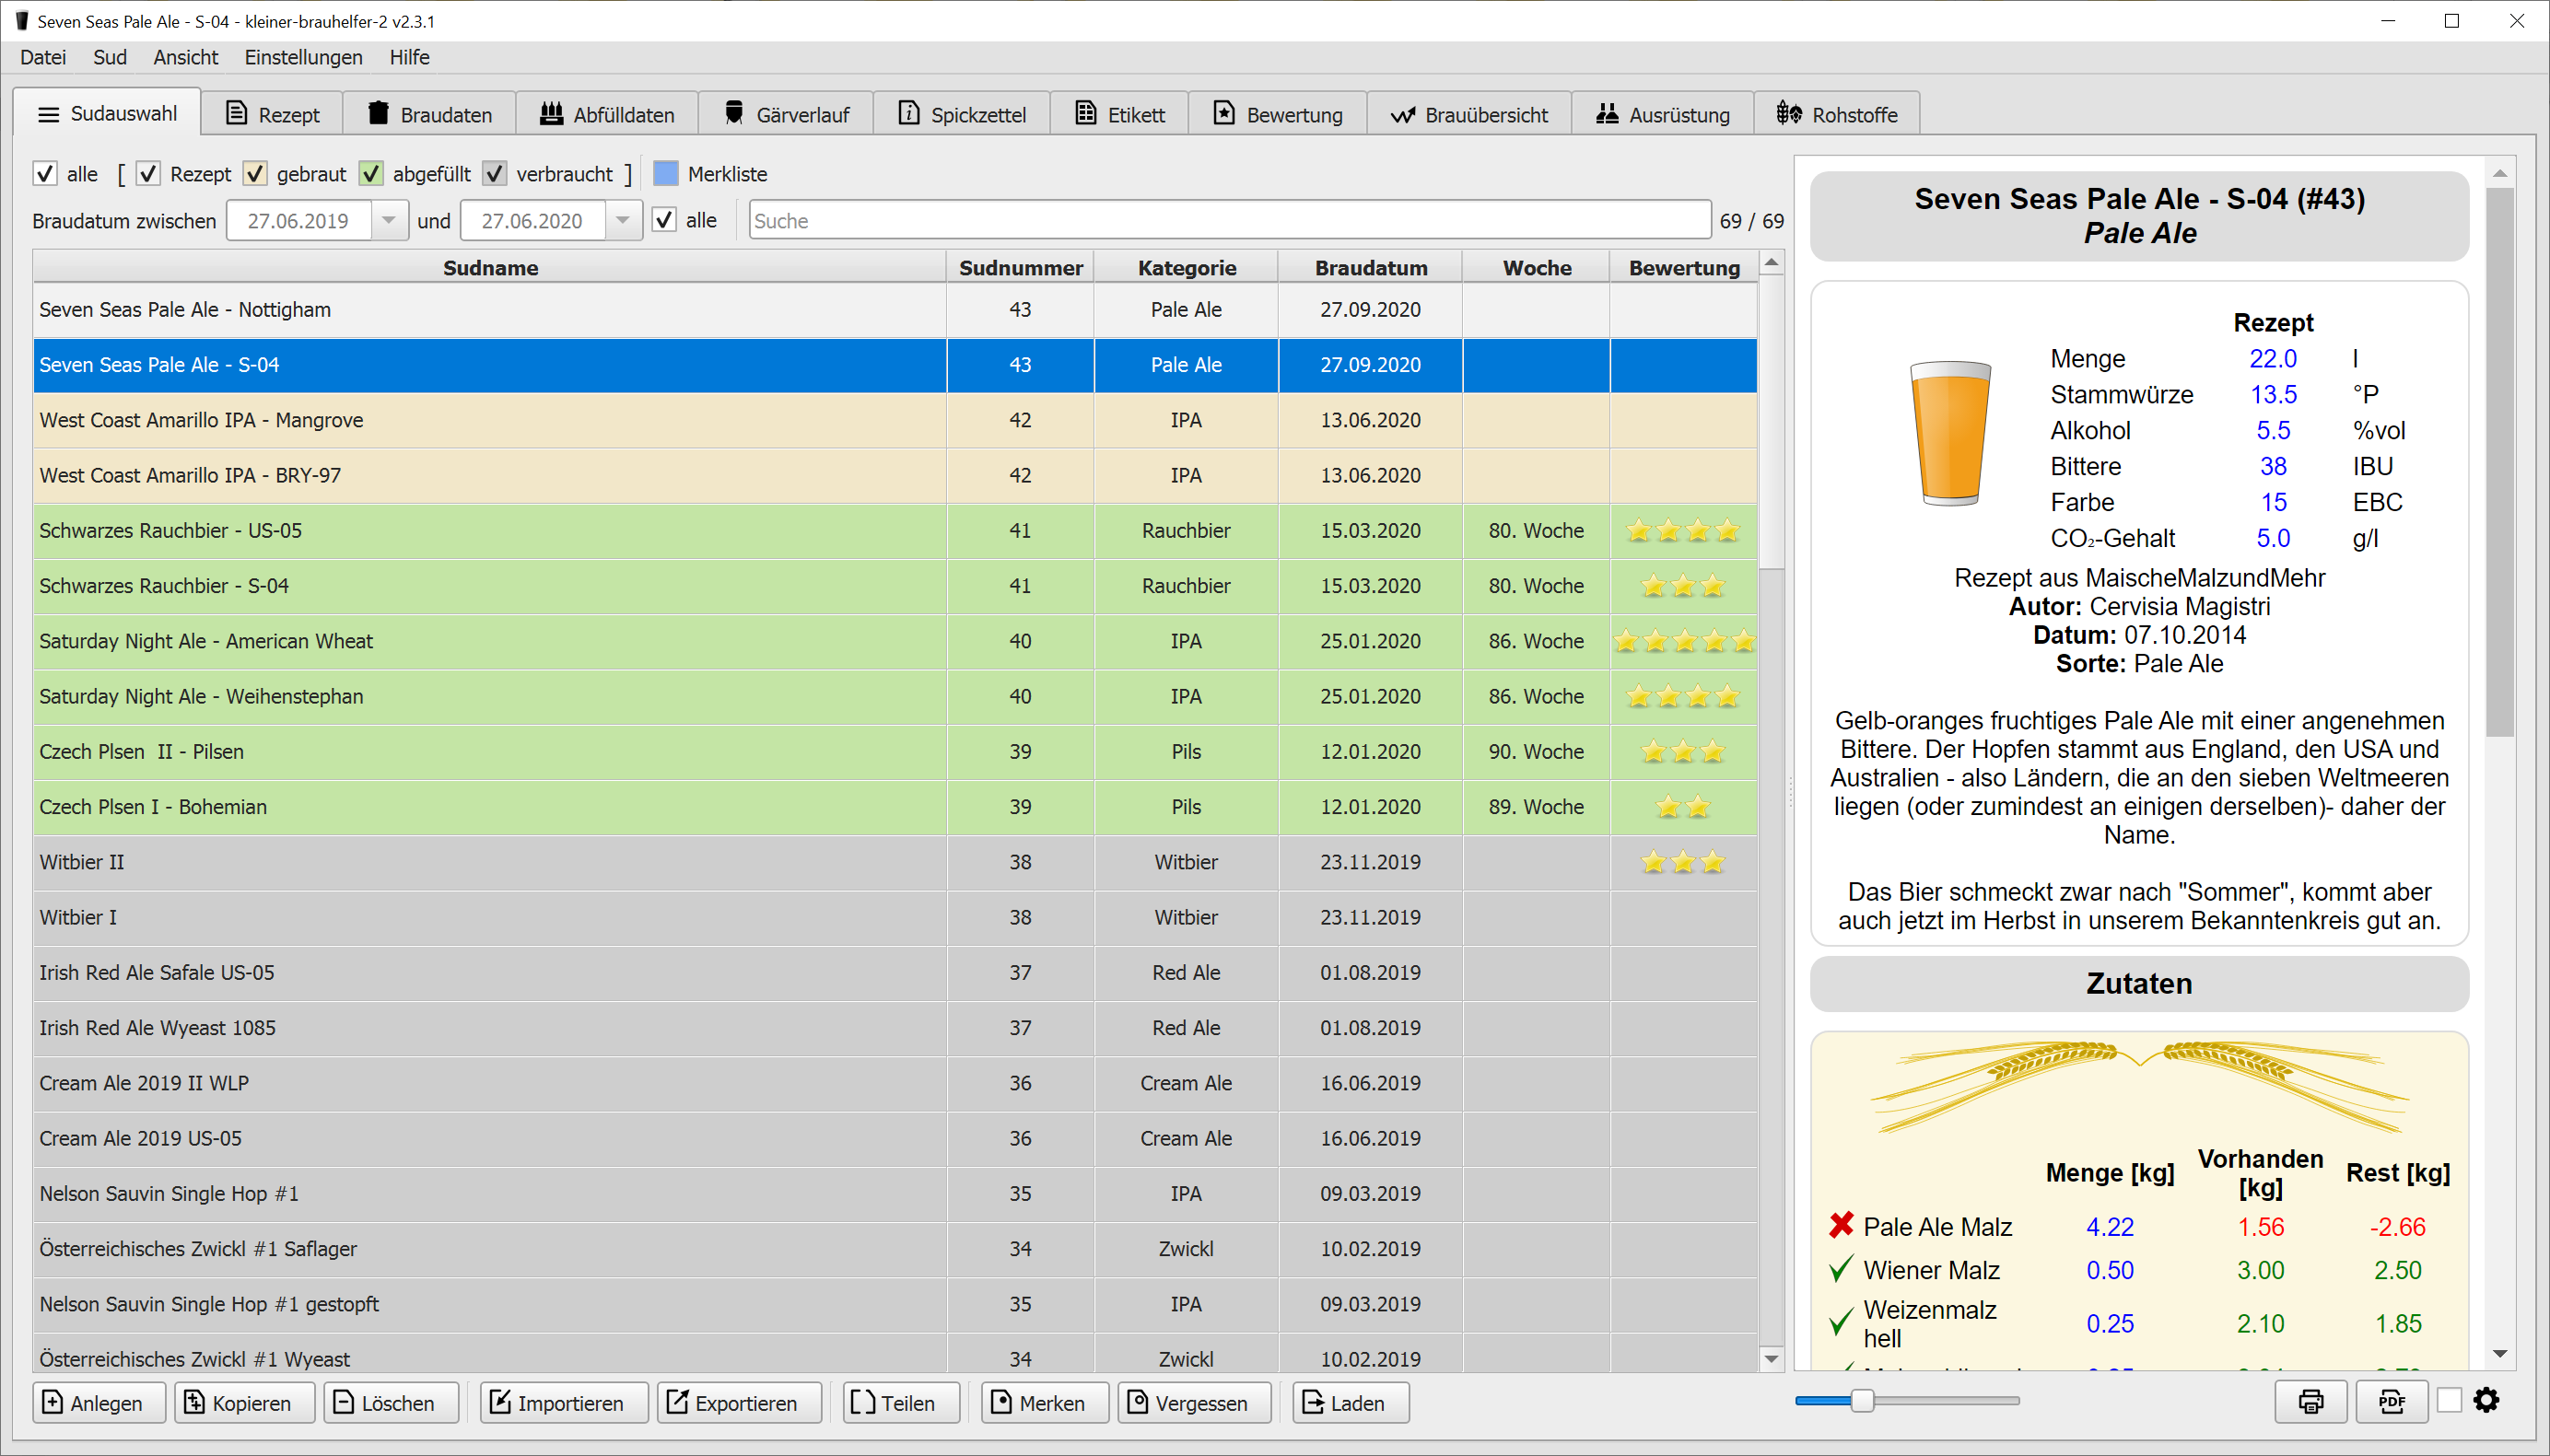 Seven Seas Pale Ale - S-04 - kleiner-brauhelfer-2 v2.3.1
Datei Sud Ansicht Einstellungen Hilfe
Sudauswahl Rezept Braudaten Abfülldaten Gärverlauf Spickzettel Etikett Bewertung Brauübersicht Ausrüstung Rohstoffe
alle [ Rezept gebraut abgefüllt verbraucht ] Merkliste
Braudatum zwischen 27.06.2019 und 27.06.2020 alle Suche 69 / 69
Sudname Sudnummer Kategorie Braudatum Woche Bewertung
Seven Seas Pale Ale - Nottigham 43 Pale Ale 27.09.2020
Seven Seas Pale Ale - S-04 43 Pale Ale 27.09.2020
West Coast Amarillo IPA - Mangrove 42 IPA 13.06.2020
West Coast Amarillo IPA - BRY-97 42 IPA 13.06.2020
Schwarzes Rauchbier - US-05 41 Rauchbier 15.03.2020 80. Woche
Schwarzes Rauchbier - S-04 41 Rauchbier 15.03.2020 80. Woche
Saturday Night Ale - American Wheat 40 IPA 25.01.2020 86. Woche
Saturday Night Ale - Weihenstephan 40 IPA 25.01.2020 86. Woche
Czech Plsen  II - Pilsen 39 Pils 12.01.2020 90. Woche
Czech Plsen I - Bohemian 39 Pils 12.01.2020 89. Woche
Witbier II 38 Witbier 23.11.2019
Witbier I 38 Witbier 23.11.2019
Irish Red Ale Safale US-05 37 Red Ale 01.08.2019
Irish Red Ale Wyeast 1085 37 Red Ale 01.08.2019
Cream Ale 2019 II WLP 36 Cream Ale 16.06.2019
Cream Ale 2019 US-05 36 Cream Ale 16.06.2019
Nelson Sauvin Single Hop #1 35 IPA 09.03.2019
Österreichisches Zwickl #1 Saflager 34 Zwickl 10.02.2019
Nelson Sauvin Single Hop #1 gestopft 35 IPA 09.03.2019
Österreichisches Zwickl #1 Wyeast 34 Zwickl 10.02.2019
Anlegen Kopieren Löschen Importieren Exportieren Teilen Merken Vergessen Laden
Seven Seas Pale Ale - S-04 (#43)
Pale Ale
Rezept
Menge 22.0 l
Stammwürze 13.5 °P
Alkohol 5.5 %vol
Bittere 38 IBU
Farbe 15 EBC
CO₂-Gehalt 5.0 g/l
Rezept aus MaischeMalzundMehr
Autor: Cervisia Magistri
Datum: 07.10.2014
Sorte: Pale Ale
Gelb-oranges fruchtiges Pale Ale mit einer angenehmen
Bittere. Der Hopfen stammt aus England, den USA und
Australien - also Ländern, die an den sieben Weltmeeren
liegen (oder zumindest an einigen derselben)- daher der
Name.
Das Bier schmeckt zwar nach "Sommer", kommt aber
auch jetzt im Herbst in unserem Bekanntenkreis gut an.
Zutaten
Menge [kg] Vorhanden [kg] Rest [kg]
Pale Ale Malz 4.22 1.56 -2.66
Wiener Malz 0.50 3.00 2.50
Weizenmalz hell 0.25 2.10 1.85
PDF